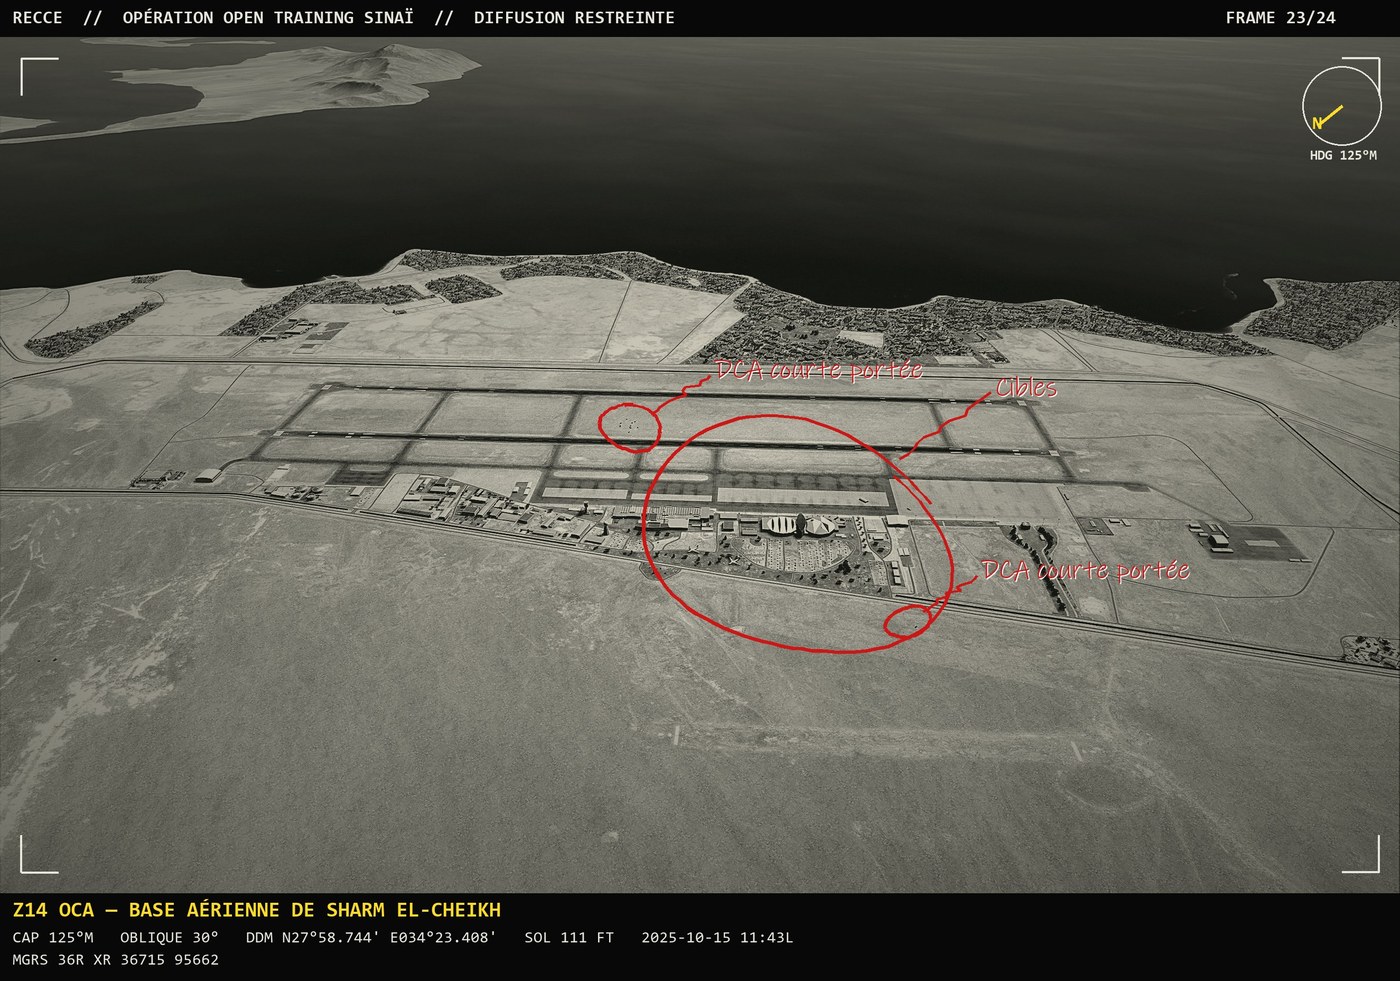 RECCE // OPÉRATION OPEN TRAINING SINAÏ // DIFFUSION RESTREINTE
FRAME 23/24
N
HDG 125°M
DCA courte portée
Cibles
DCA courte portée
Z14 OCA — BASE AÉRIENNE DE SHARM EL-CHEIKH
CAP 125°M OBLIQUE 30° DDM N27°58.744' E034°23.408' SOL 111 FT 2025-10-15 11:43L
MGRS 36R XR 36715 95662